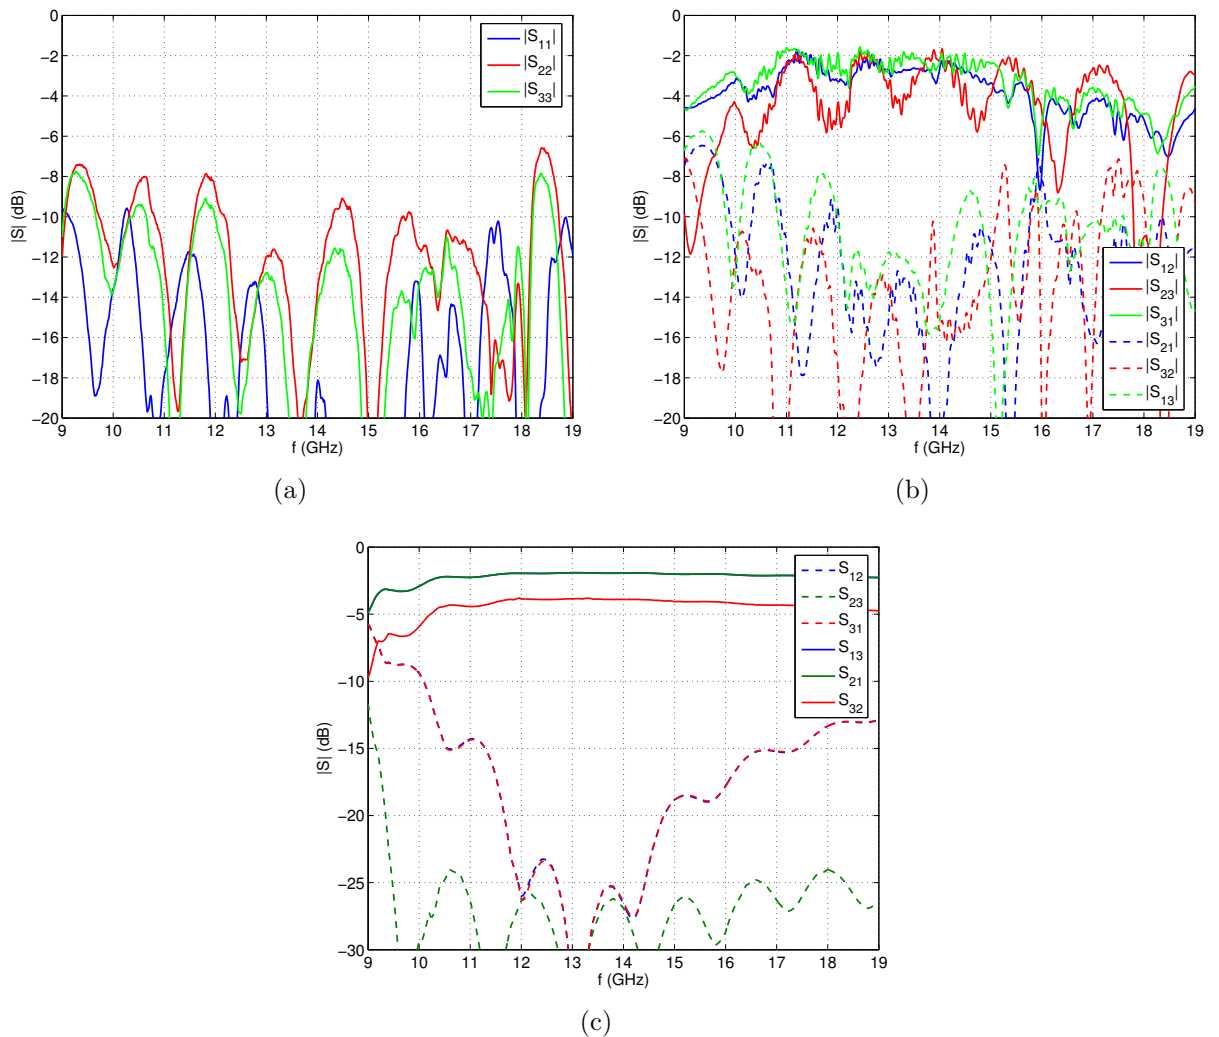 0
−2
−4
−6
−8
−10
−12
−14
−16
−18
−20
|S| (dB)
|S11|
|S22|
|S33|
9 10 11 12 13 14 15 16 17 18 19
f (GHz)
(a)
0
−2
−4
−6
−8
−10
−12
−14
−16
−18
−20
|S| (dB)
|S12|
|S23|
|S31|
|S21|
|S32|
|S13|
9 10 11 12 13 14 15 16 17 18 19
f (GHz)
(b)
0
−5
−10
−15
−20
−25
−30
|S| (dB)
S12
S23
S31
S13
S21
S32
9 10 11 12 13 14 15 16 17 18 19
f (GHz)
(c)